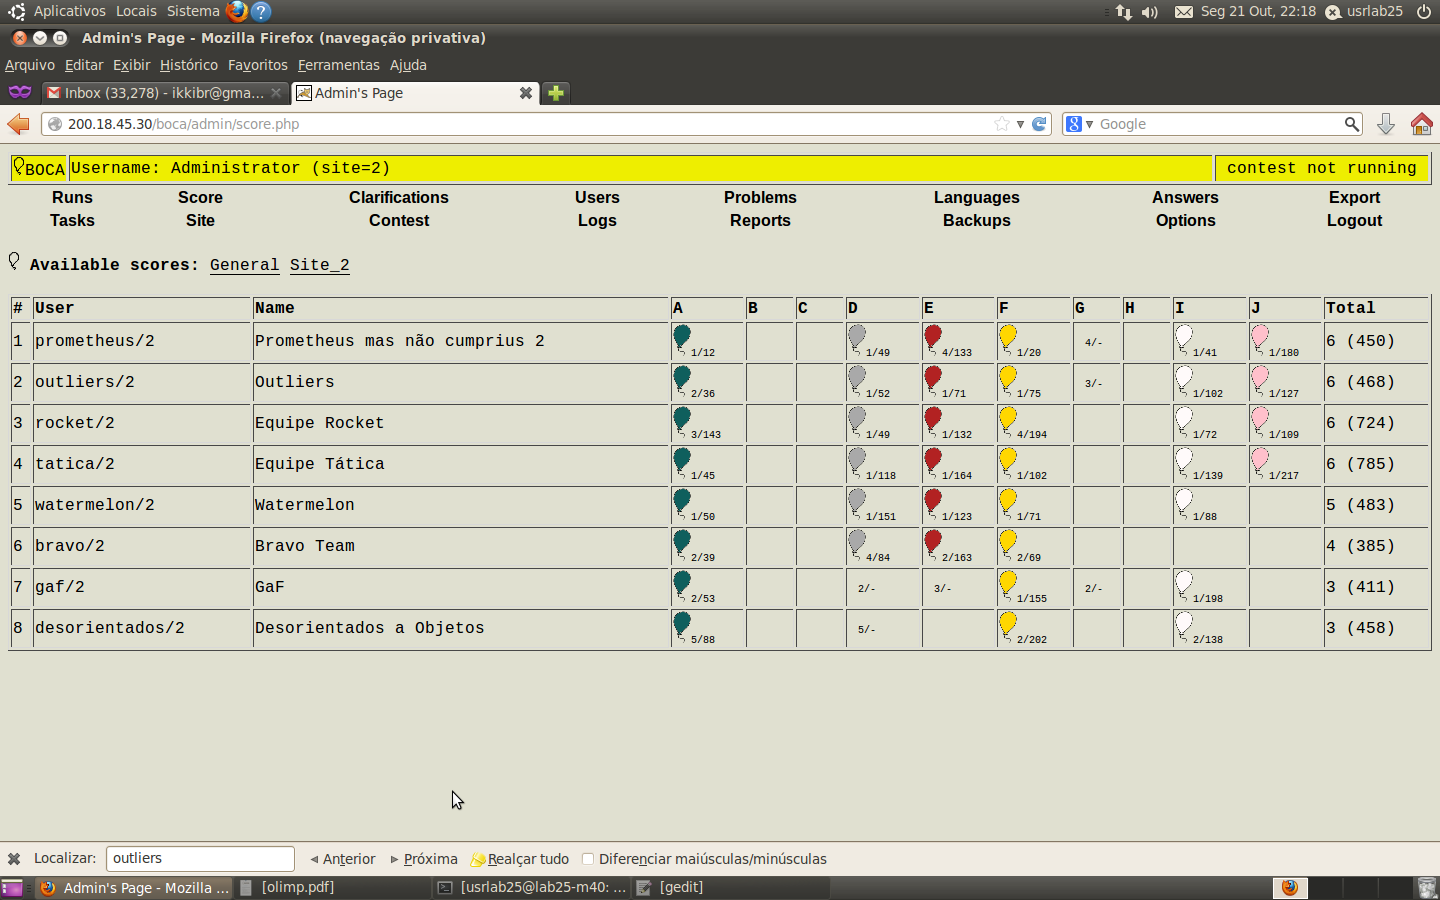 Aplicativos Locais Sistema Seg 21 Out, 22:18 usrlab25
Admin's Page - Mozilla Firefox (navegação privativa)
Arquivo Editar Exibir Histórico Favoritos Ferramentas Ajuda
Inbox (33,278) - ikkibr@gma... Admin's Page
200.18.45.30/boca/admin/score.php Google
BOCA Username: Administrator (site=2) contest not running
Runs Score Clarifications Users Problems Languages Answers Export
Tasks Site Contest Logs Reports Backups Options Logout
Available scores: General Site_2
# User Name A B C D E F G H I J Total
1 prometheus/2 Prometheus mas não cumprius 2 1/12 1/49 4/133 1/20 4/- 1/41 1/180 6 (450)
2 outliers/2 Outliers 2/36 1/52 1/71 1/75 3/- 1/102 1/127 6 (468)
3 rocket/2 Equipe Rocket 3/143 1/49 1/132 4/194 1/72 1/109 6 (724)
4 tatica/2 Equipe Tática 1/45 1/118 1/164 1/102 1/139 1/217 6 (785)
5 watermelon/2 Watermelon 1/50 1/151 1/123 1/71 1/88 5 (483)
6 bravo/2 Bravo Team 2/39 4/84 2/163 2/69 4 (385)
7 gaf/2 GaF 2/53 2/- 3/- 1/155 2/- 1/198 3 (411)
8 desorientados/2 Desorientados a Objetos 5/88 5/- 2/202 2/138 3 (458)
Localizar: outliers Anterior Próxima Realçar tudo Diferenciar maiúsculas/minúsculas
Admin's Page - Mozilla ... [olimp.pdf] [usrlab25@lab25-m40: ... [gedit]